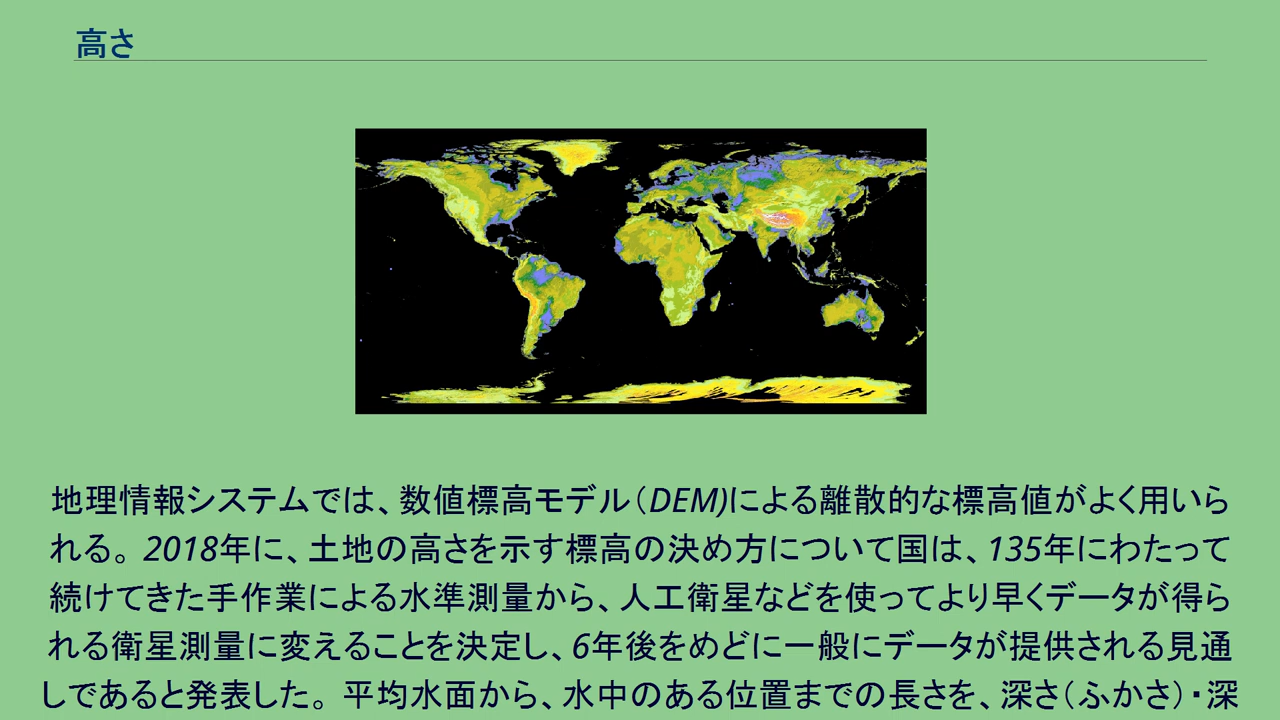 高さ
地理情報システムでは、数値標高モデル（DEM)による離散的な標高値がよく用いら
れる。2018年に、土地の高さを示す標高の決め方について国は、135年にわたって
続けてきた手作業による水準測量から、人工衛星などを使ってより早くデータが得ら
れる衛星測量に変えることを決定し、6年後をめどに一般にデータが提供される見通
しであると発表した。平均水面から、水中のある位置までの長さを、深さ（ふかさ）・深